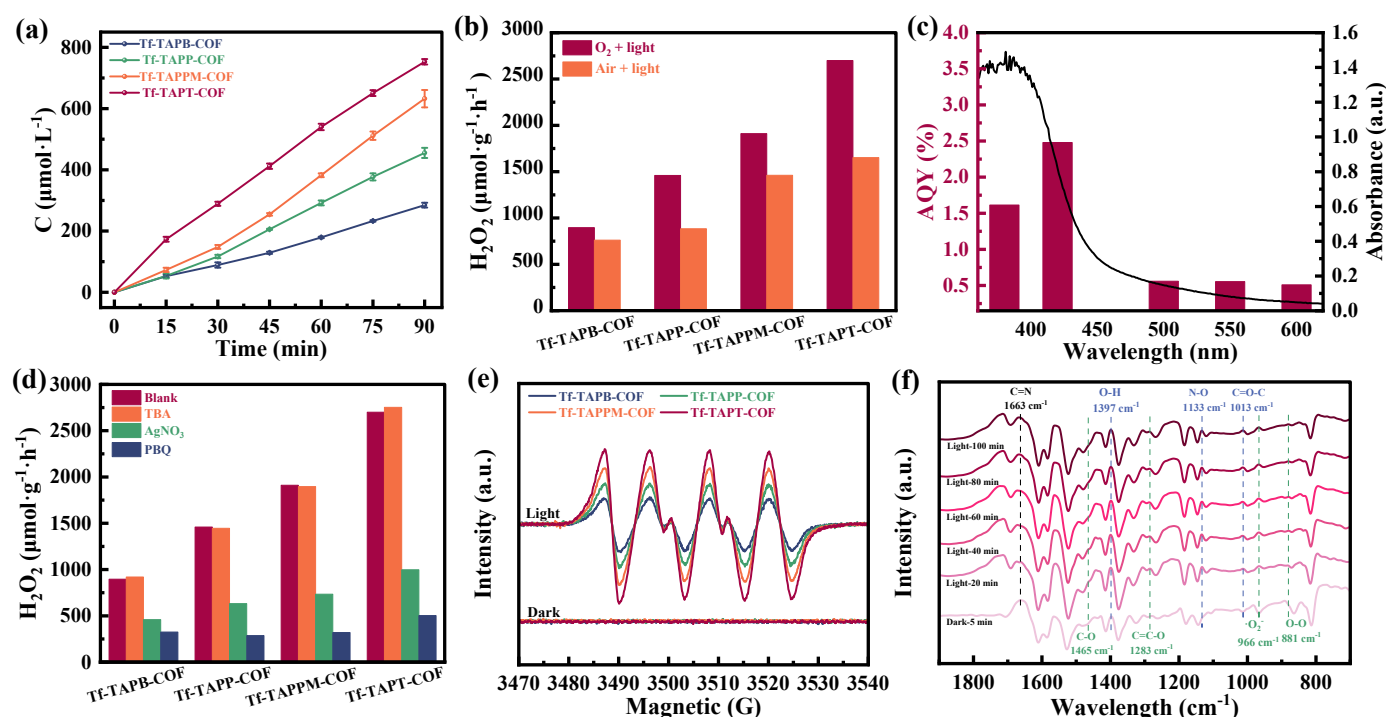 (a)
Tf-TAPB-COF
Tf-TAPP-COF
Tf-TAPPM-COF
Tf-TAPT-COF
C (μmol·L⁻¹)
800
600
400
200
0
0 15 30 45 60 75 90
Time (min)
(b)
O₂ + light
Air + light
H₂O₂ (μmol·g⁻¹·h⁻¹)
3000
2500
2000
1500
1000
500
0
Tf-TAPB-COF Tf-TAPP-COF Tf-TAPPM-COF Tf-TAPT-COF
(c)
AQY (%)
4.0
3.5
3.0
2.5
2.0
1.5
1.0
0.5
400 450 500 550 600
Wavelength (nm)
1.6
1.4
1.2
1.0
0.8
0.6
0.4
0.2
0.0
Absorbance (a.u.)
(d)
Blank
TBA
AgNO₃
PBQ
H₂O₂ (μmol·g⁻¹·h⁻¹)
3000
2500
2000
1500
1000
500
0
Tf-TAPB-COF Tf-TAPP-COF Tf-TAPPM-COF Tf-TAPT-COF
(e)
Tf-TAPB-COF Tf-TAPP-COF
Tf-TAPPM-COF Tf-TAPT-COF
Intensity (a.u.)
Light
Dark
3470 3480 3490 3500 3510 3520 3530 3540
Magnetic (G)
(f)
C=N
1663 cm⁻¹
O-H
1397 cm⁻¹
N-O
1133 cm⁻¹
C=O-C
1013 cm⁻¹
Intensity (a.u.)
Light-100 min
Light-80 min
Light-60 min
Light-40 min
Light-20 min
Dark-5 min
C-O
1465 cm⁻¹
C=C-O
1283 cm⁻¹
·O₂⁻
966 cm⁻¹
O-O
881 cm⁻¹
1800 1600 1400 1200 1000 800
Wavelength (cm⁻¹)